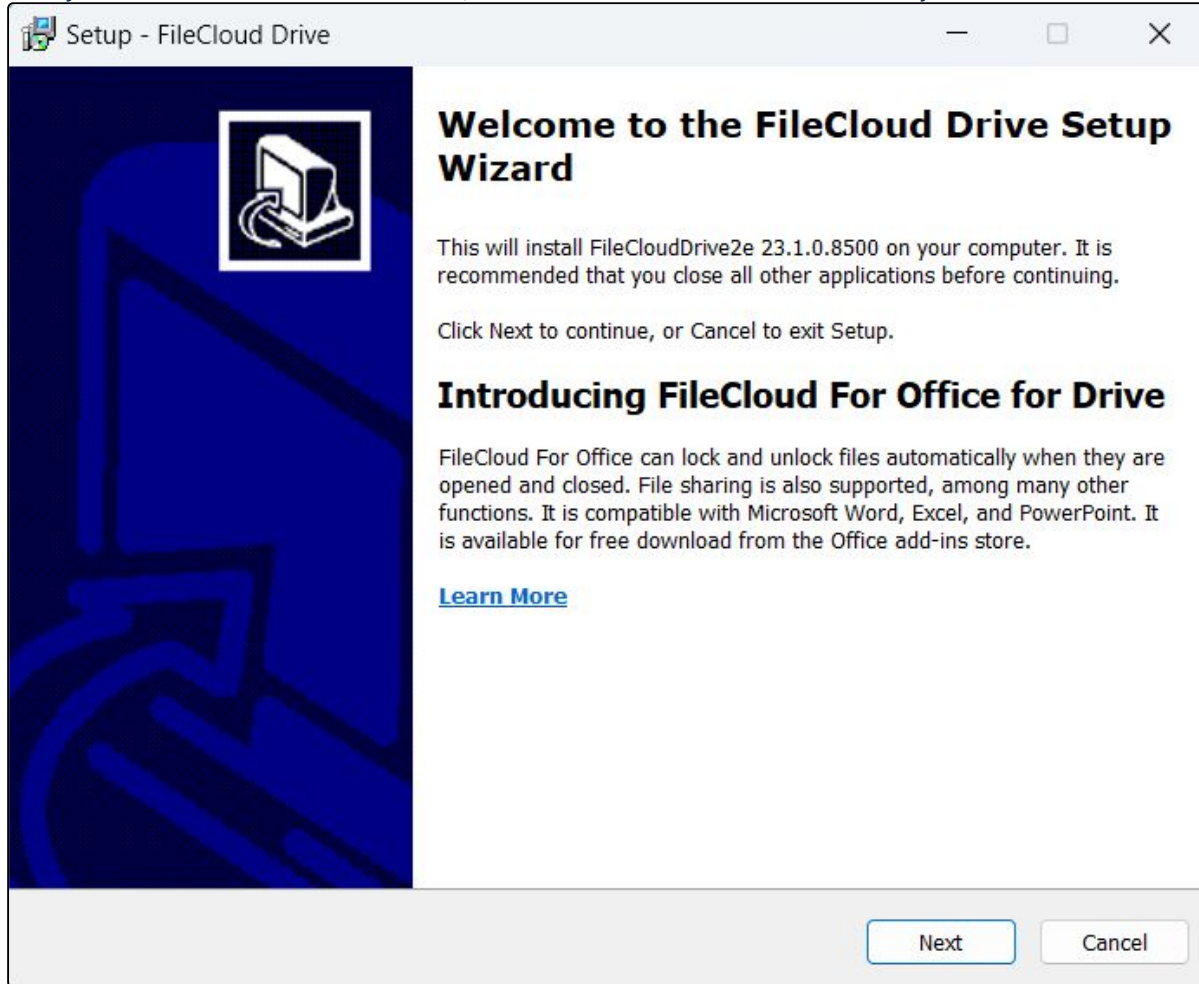 Setup - FileCloud Drive
Welcome to the FileCloud Drive Setup
Wizard
This will install FileCloudDrive2e 23.1.0.8500 on your computer. It is
recommended that you close all other applications before continuing.
Click Next to continue, or Cancel to exit Setup.
Introducing FileCloud For Office for Drive
FileCloud For Office can lock and unlock files automatically when they are
opened and closed. File sharing is also supported, among many other
functions. It is compatible with Microsoft Word, Excel, and PowerPoint. It
is available for free download from the Office add-ins store.
Learn More
Next
Cancel